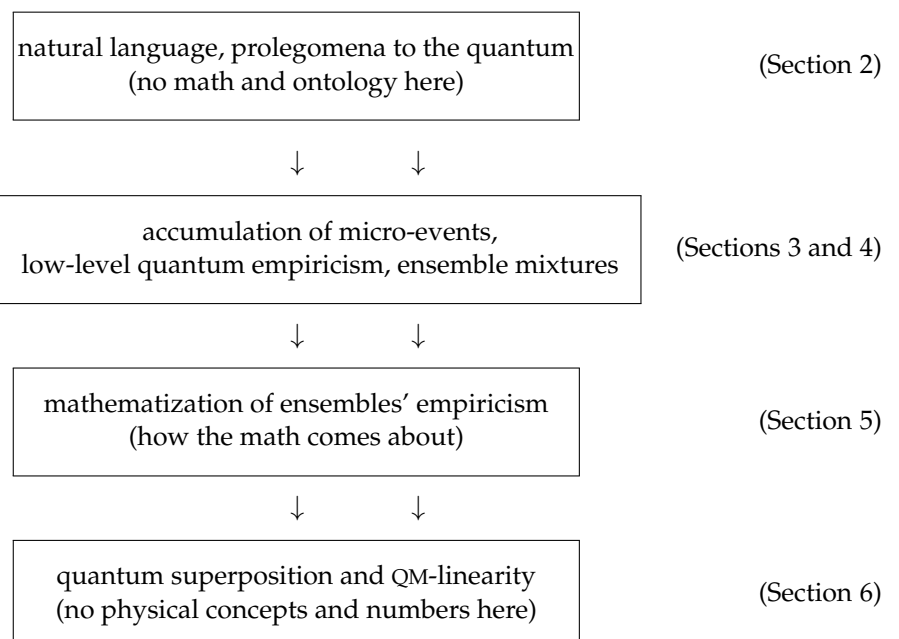 natural language, prolegomena to the quantum
(no math and ontology here)
(Section 2)
↓ ↓
accumulation of micro-events,
low-level quantum empiricism, ensemble mixtures
(Sections 3 and 4)
↓ ↓
mathematization of ensembles’ empiricism
(how the math comes about)
(Section 5)
↓ ↓
quantum superposition and QM-linearity
(no physical concepts and numbers here)
(Section 6)